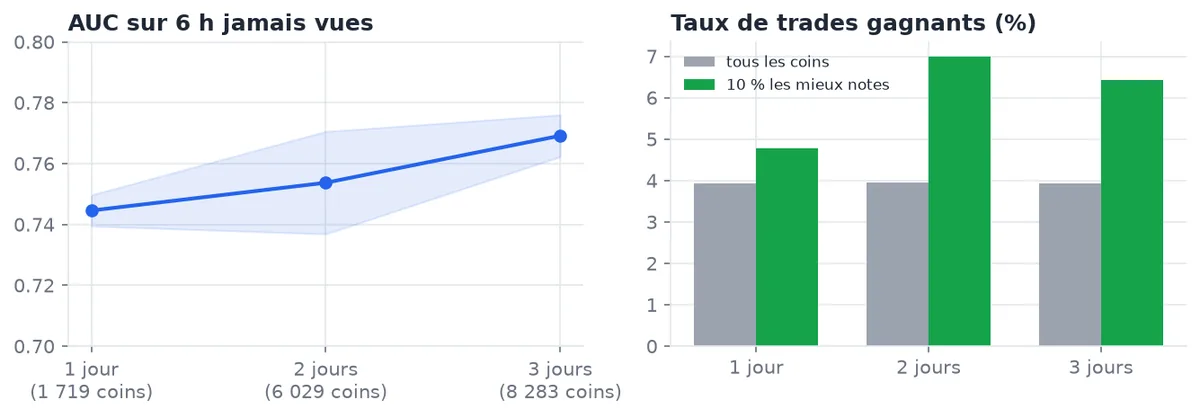 AUC sur 6 h jamais vues
0.80
0.78
0.76
0.74
0.72
0.70
1 jour
(1 719 coins)
2 jours
(6 029 coins)
3 jours
(8 283 coins)
Taux de trades gagnants (%)
tous les coins
10 % les mieux notes
7
6
5
4
3
2
1
0
1 jour
2 jours
3 jours